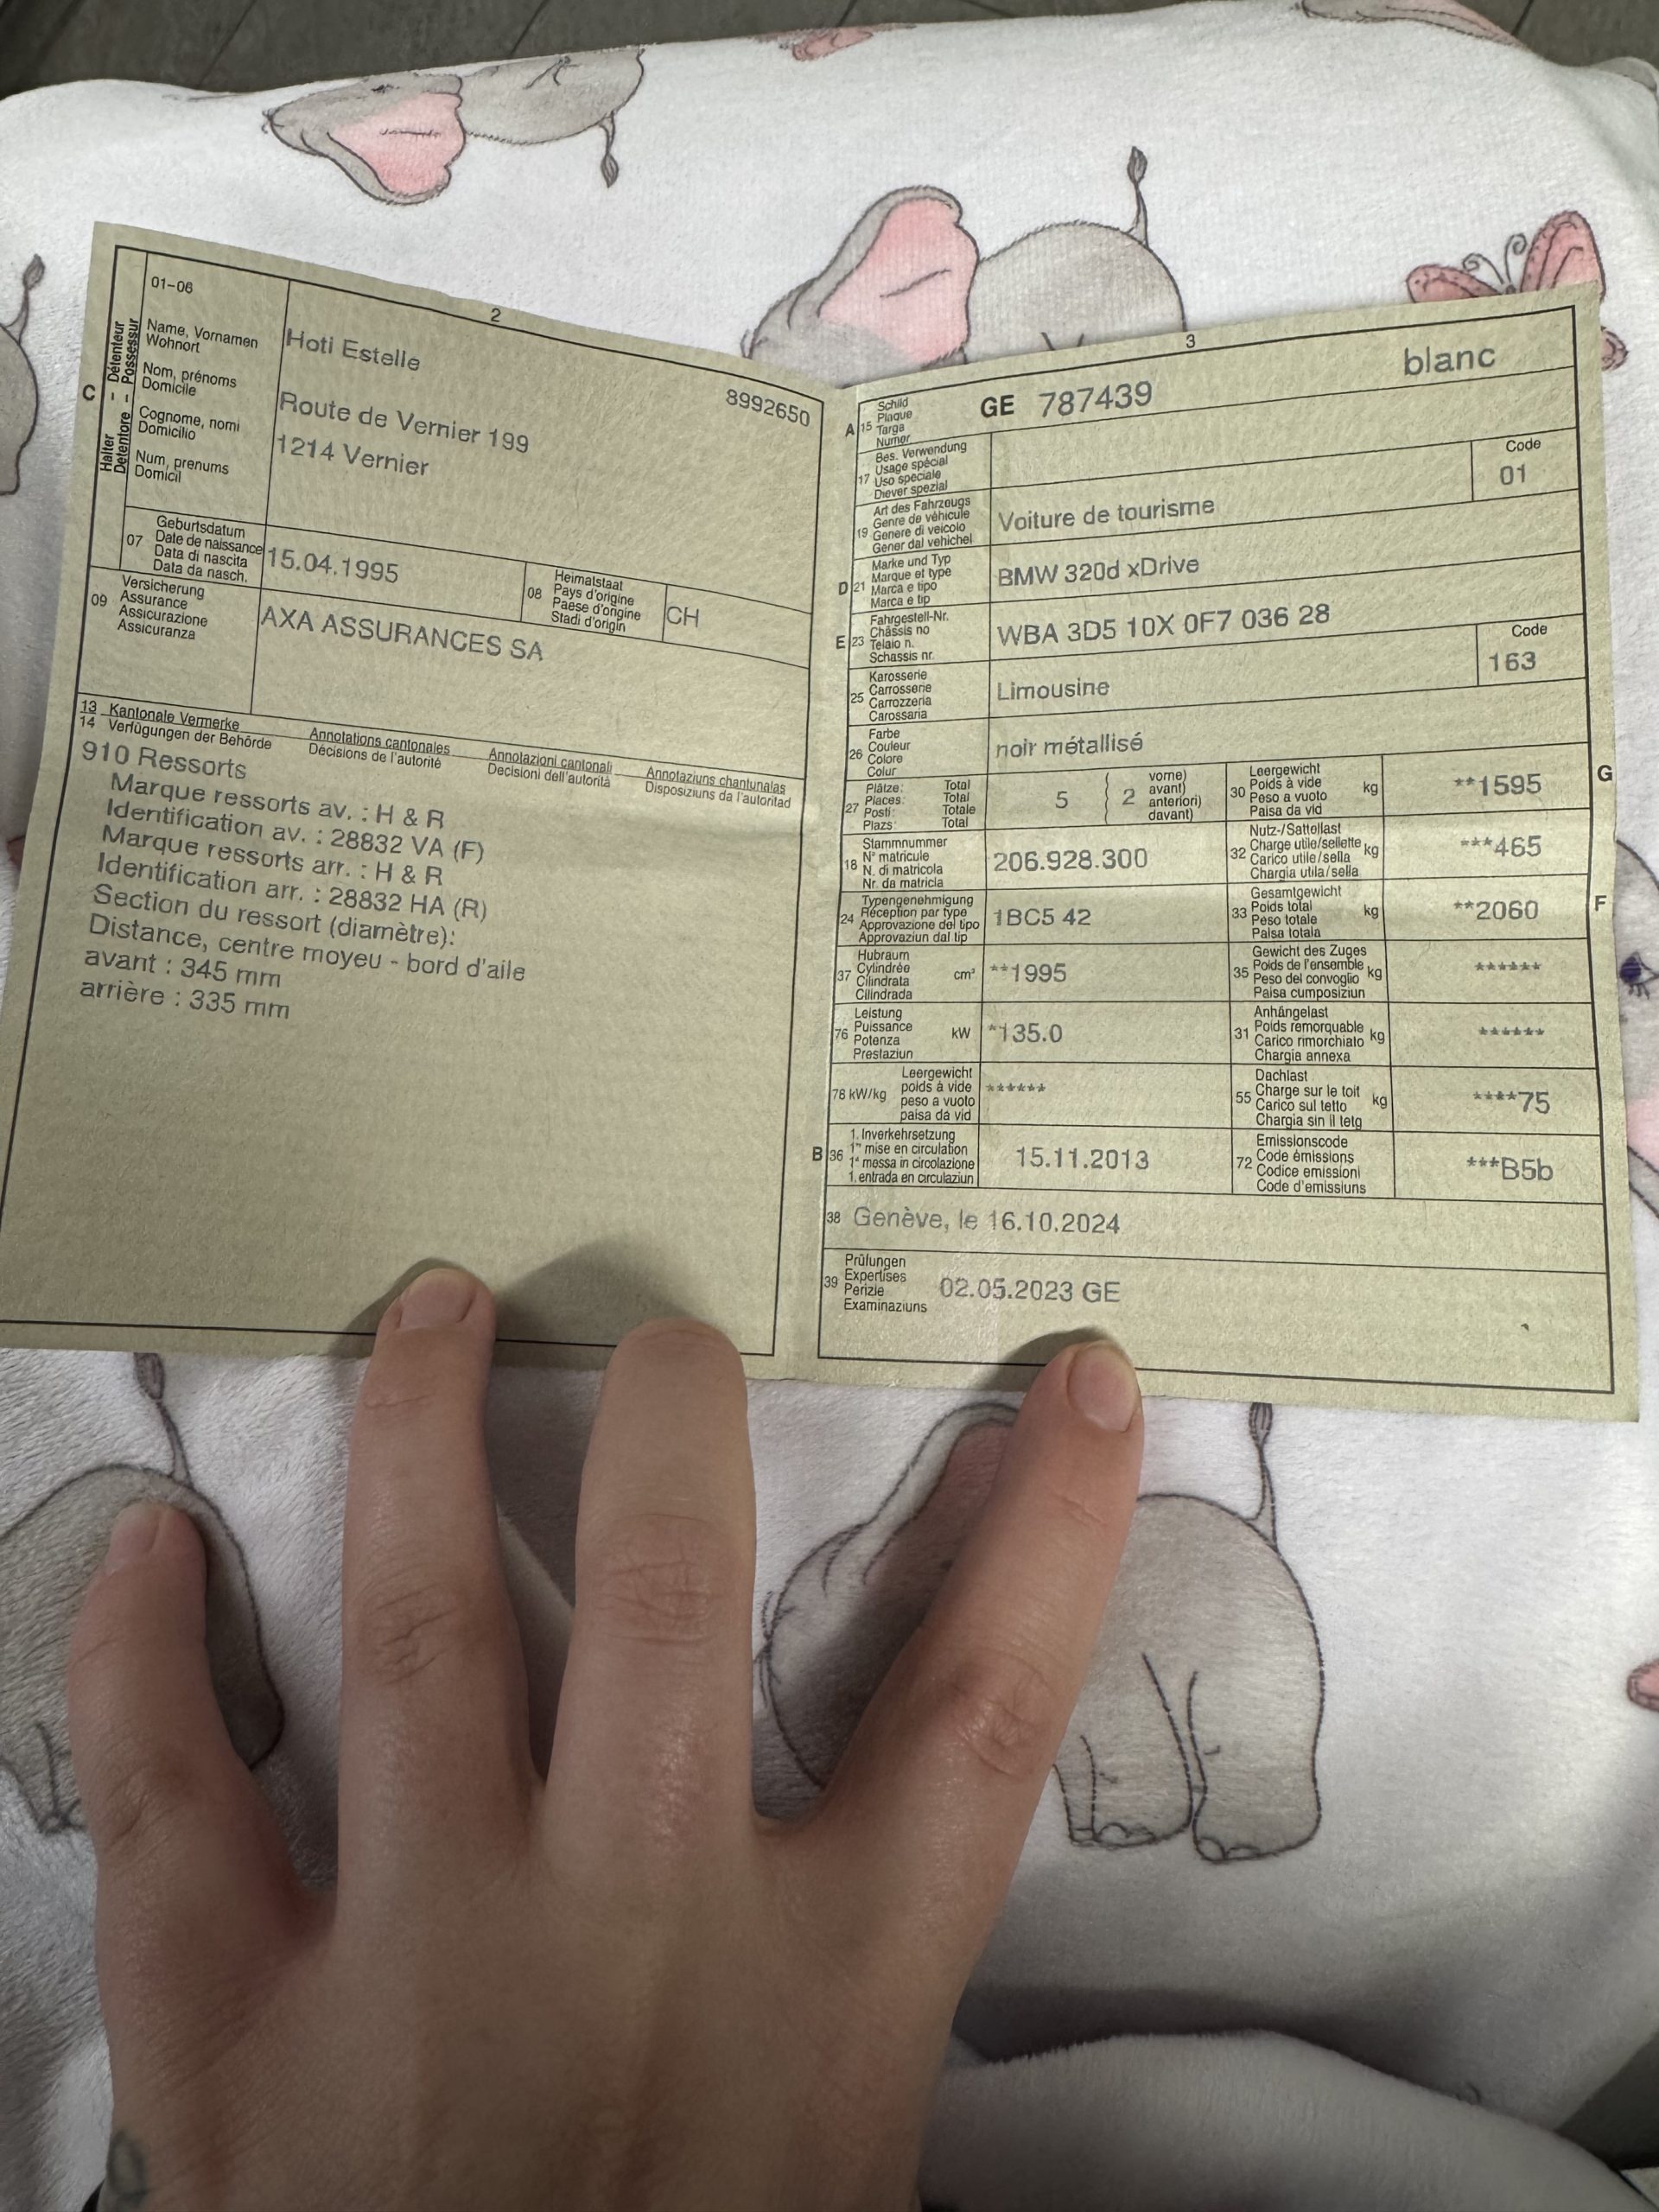 2
C
Halter – Détenteur
Detentore – Possessur
01-06
Name, Vornamen
Wohnort
Nom, prénoms
Domicile
Cognome, nomi
Domicilio
Num, prenums
Domicil
Hoti Estelle
8992650
Route de Vernier 199
1214 Vernier
07
Geburtsdatum
Date de naissance
Data di nascita
Data da nasch.
15.04.1995
08
Heimatstaat
Pays d'origine
Paese d'origine
Stadi d'origin
CH
09
Versicherung
Assurance
Assicurazione
Assicuranza
AXA ASSURANCES SA
13 Kantonale Vermerke Annotations cantonales Annotazioni cantonali Annotaziuns chantunalas
14 Verfügungen der Behörde Décisions de l'autorité Decisioni dell'autorità Disposiziuns da l'autoritad
910 Ressorts
Marque ressorts av. : H & R
Identification av. : 28832 VA (F)
Marque ressorts arr. : H & R
Identification arr. : 28832 HA (R)
Section du ressort (diamètre):
Distance, centre moyeu - bord d'aile
avant : 345 mm
arrière : 335 mm
3
A 15
Schild
Plaque
Targa
Numer
GE 787439
blanc
17
Bes. Verwendung
Usage spécial
Uso speciale
Diever spezial
Code
01
19
Art des Fahrzeugs
Genre de véhicule
Genere di veicolo
Gener dal vehichel
Voiture de tourisme
D 21
Marke und Typ
Marque et type
Marca e tipo
Marca e tip
BMW 320d xDrive
E 23
Fahrgestell-Nr.
Châssis no
Telaio n.
Schassis nr.
WBA 3D5 10X 0F7 036 28
25
Karosserie
Carrosserie
Carrozzeria
Carossaria
Limousine
Code
163
26
Farbe
Couleur
Colore
Colur
noir métallisé
27
Plätze: Total
Places: Total
Posti: Totale
Plazs: Total
5
( 2
vorne)
avant)
anteriori)
davant)
30
Leergewicht
Poids à vide
Peso a vuoto
Paisa da vid
kg
**1595
G
18
Stammnummer
N° matricule
N. di matricola
Nr. da matricla
206.928.300
32
Nutz-/Sattellast
Charge utile/sellette
Carico utile/sella
Chargia utila/sella
kg
***465
24
Typengenehmigung
Réception par type
Approvazione del tipo
Approvaziun dal tip
1BC5 42
33
Gesamtgewicht
Poids total
Peso totale
Paisa totala
kg
**2060
F
37
Hubraum
Cylindrée
Cilindrata
Cilindrada
cm³
**1995
35
Gewicht des Zuges
Poids de l'ensemble
Peso del convoglio
Paisa cumposiziun
kg
******
76
Leistung
Puissance
Potenza
Prestaziun
kW
*135.0
31
Anhängelast
Poids remorquable
Carico rimorchiato
Chargia annexa
kg
******
78 kW/kg
Leergewicht
poids à vide
peso a vuoto
paisa da vid
******
55
Dachlast
Charge sur le toit
Carico sul tetto
Chargia sin il tetg
kg
****75
B 36
1. Inverkehrsetzung
1re mise en circulation
1a messa in circolazione
1. entrada en circulaziun
15.11.2013
72
Emissionscode
Code émissions
Codice emissioni
Code d'emissiuns
***B5b
38 Genève, le 16.10.2024
39
Prüfungen
Expertises
Perizie
Examinaziuns
02.05.2023 GE